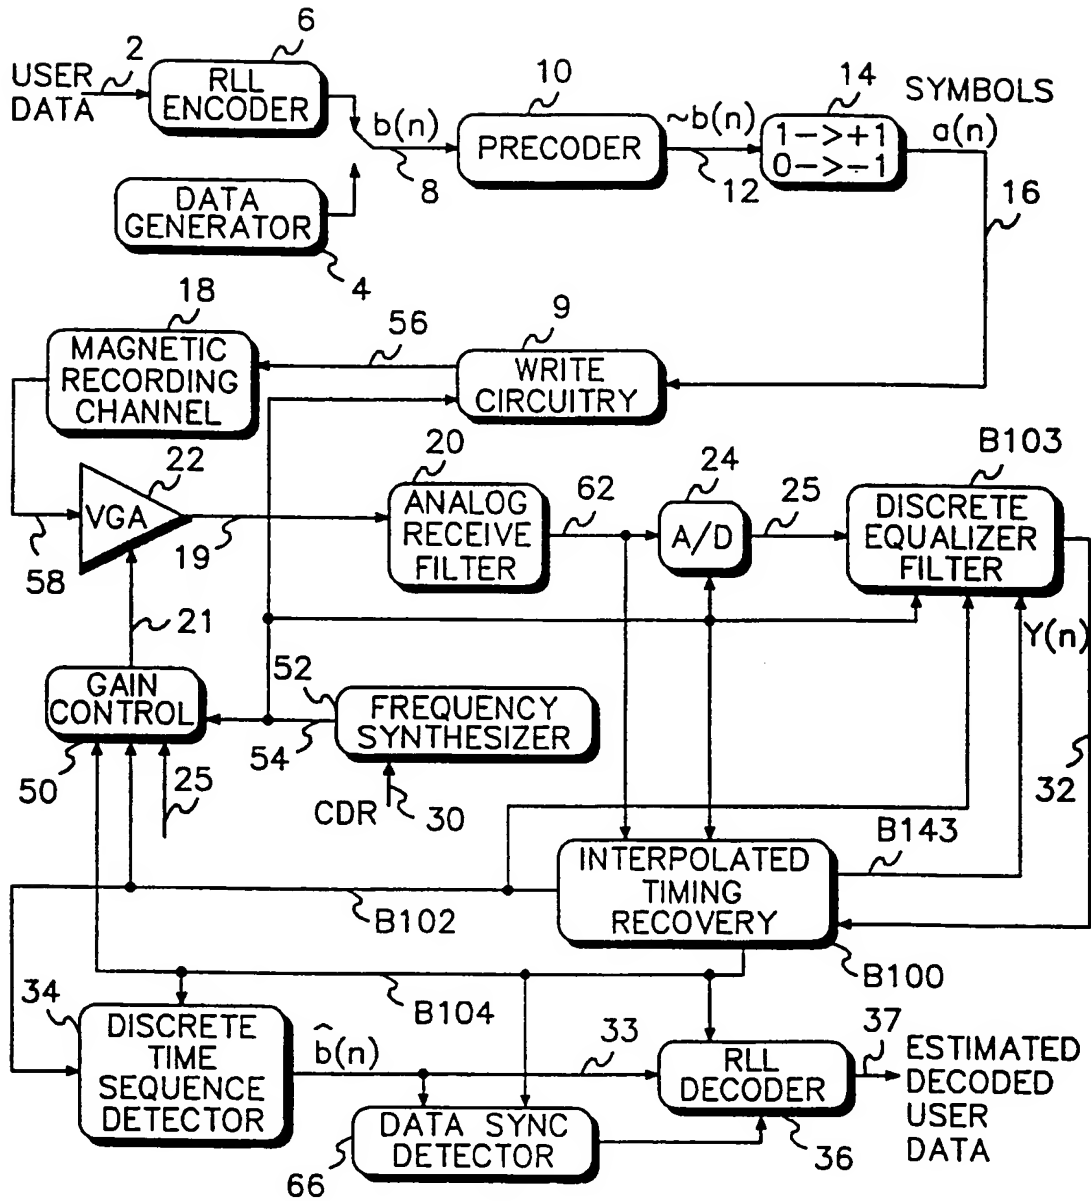 USER
DATA
2
RLL
ENCODER
6
b(n)
8
PRECODER
10
~b(n)
12
1->+1
0->-1
14
SYMBOLS
a(n)
16
DATA
GENERATOR
4
MAGNETIC
RECORDING
CHANNEL
18
56
WRITE
CIRCUITRY
9
VGA
22
58
19
21
ANALOG
RECEIVE
FILTER
20
62
A/D
24
25
DISCRETE
EQUALIZER
FILTER
B103
Y(n)
32
GAIN
CONTROL
50
25
52
54
FREQUENCY
SYNTHESIZER
CDR
30
INTERPOLATED
TIMING
RECOVERY
B143
B100
B102
B104
34
DISCRETE
TIME
SEQUENCE
DETECTOR
b̂(n)
33
DATA SYNC
DETECTOR
66
RLL
DECODER
36
37
ESTIMATED
DECODED
USER
DATA